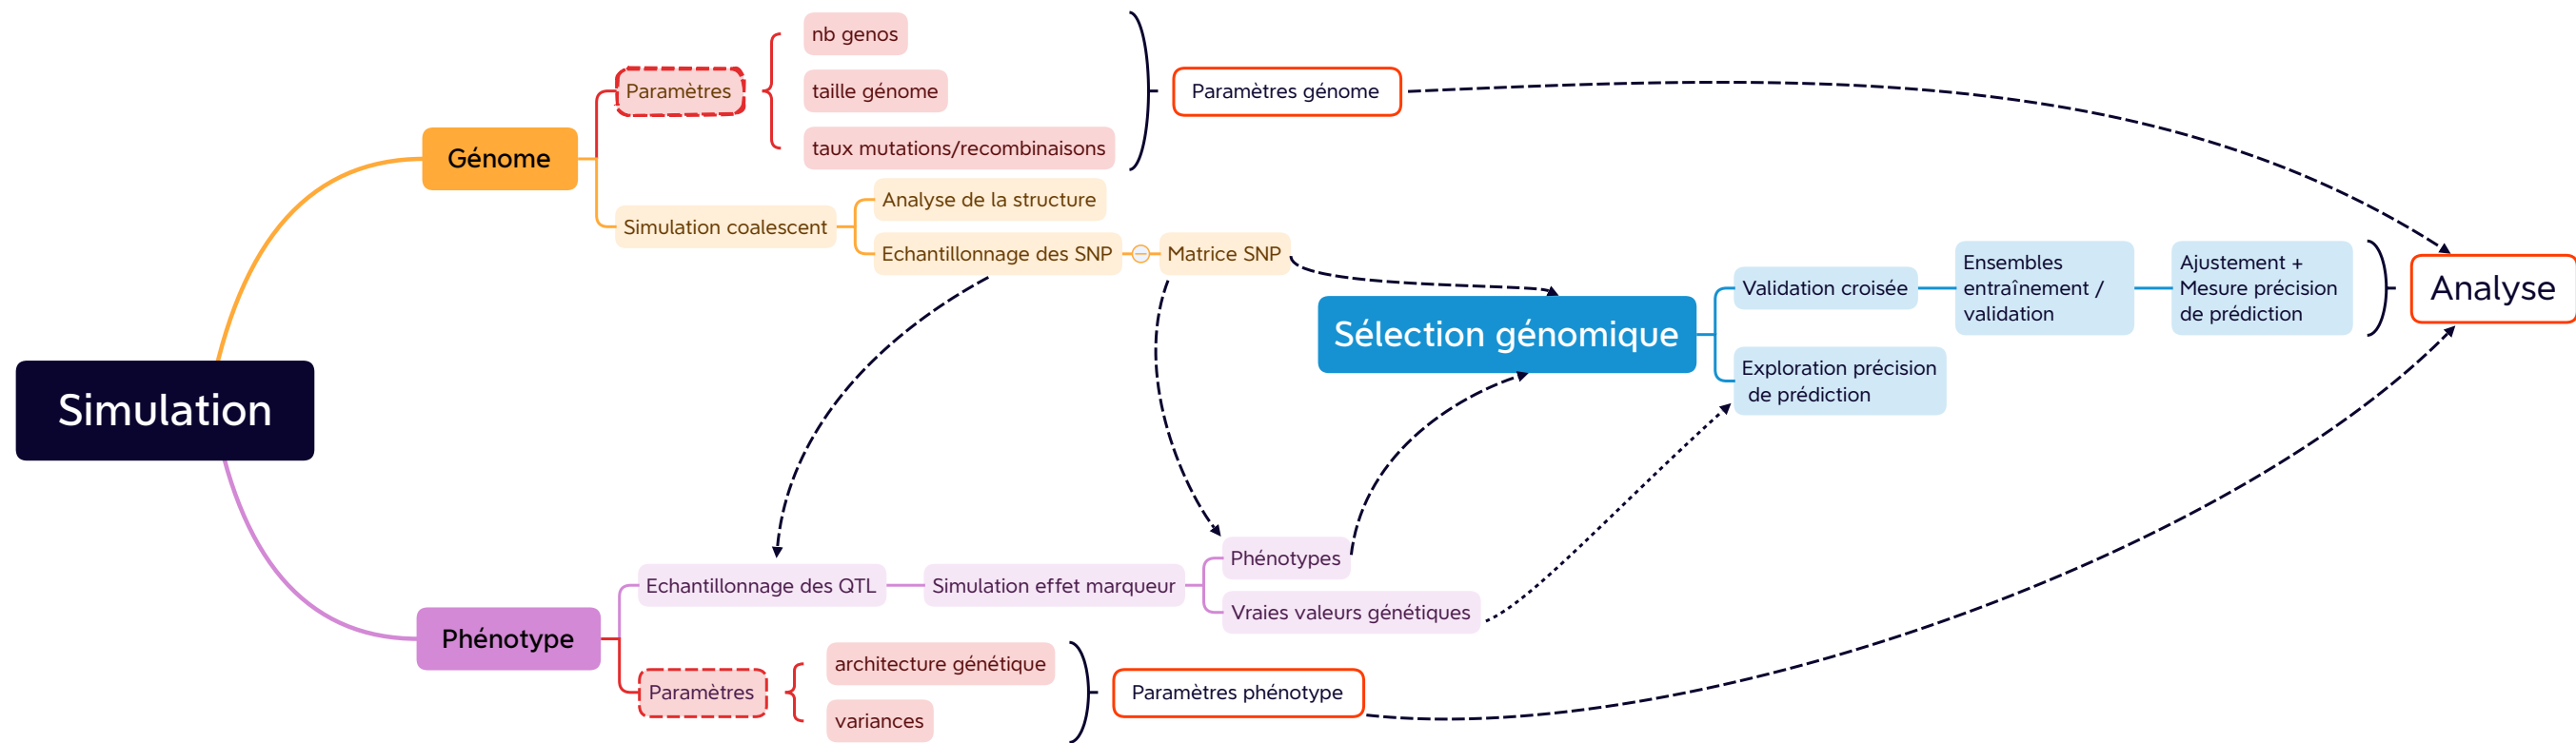 Simulation
Génome
Paramètres
nb genos
taille génome
taux mutations/recombinaisons
Paramètres génome
Simulation coalescent
Analyse de la structure
Echantillonnage des SNP
Matrice SNP
Sélection génomique
Validation croisée
Ensembles
entraînement /
validation
Ajustement +
Mesure précision
de prédiction
Analyse
Exploration précision
de prédiction
Phénotype
Echantillonnage des QTL
Simulation effet marqueur
Phénotypes
Vraies valeurs génétiques
Paramètres
architecture génétique
variances
Paramètres phénotype